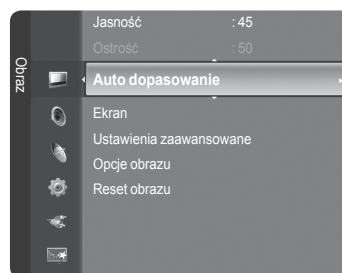 Obraz
Jasność : 45
Ostrość : 50
Auto dopasowanie
Ekran
Ustawienia zaawansowane
Opcje obrazu
Reset obrazu